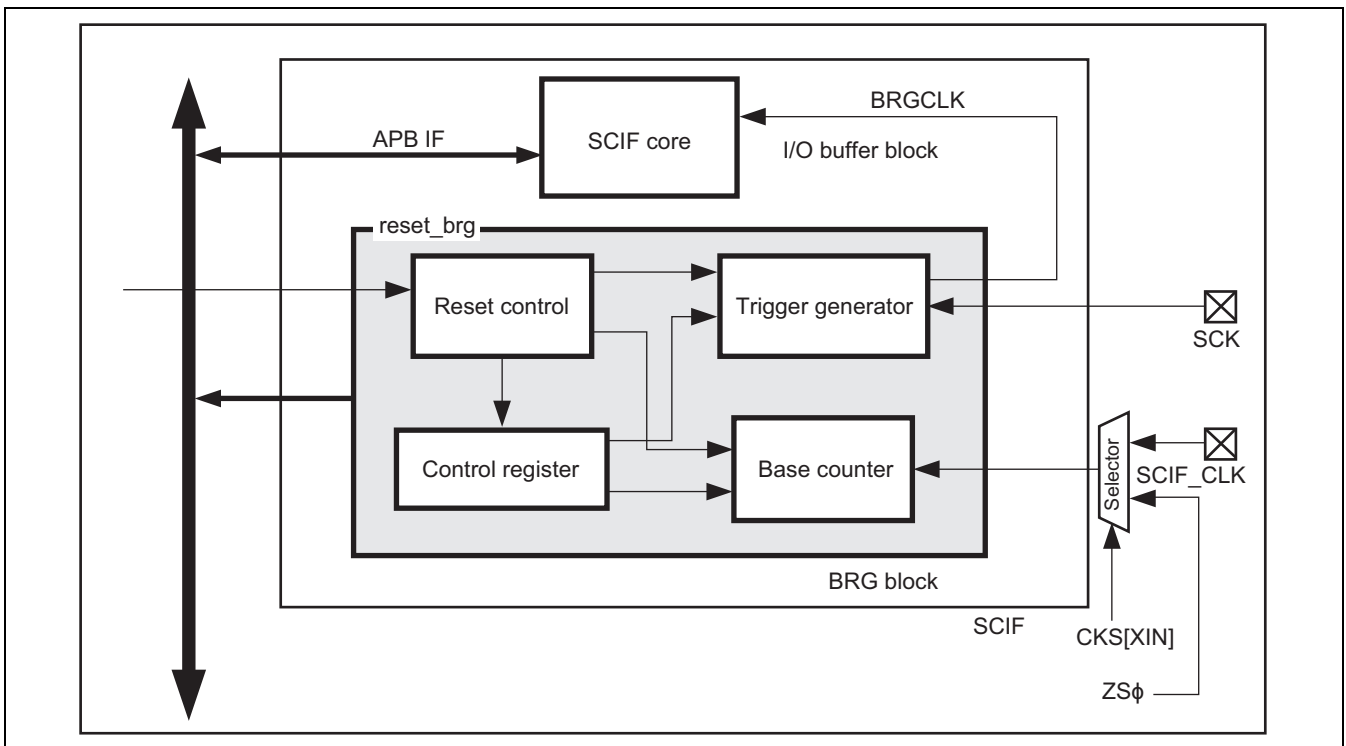 BRGCLK
APB IF
SCIF core
I/O buffer block
reset_brg
Reset control
Trigger generator
SCK
Control register
Base counter
Selector
SCIF_CLK
BRG block
SCIF
CKS[XIN]
ZSϕ